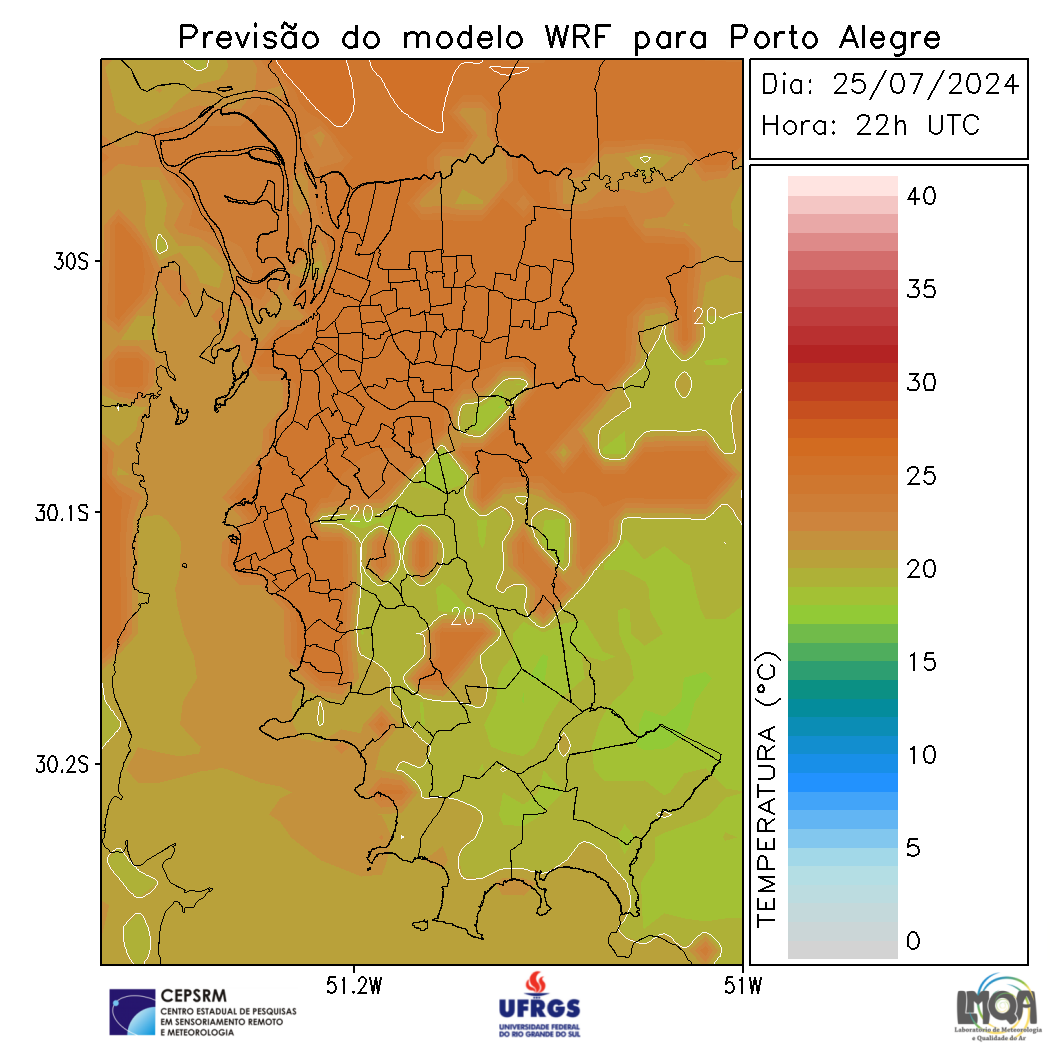 Previsão do modelo WRF para Porto Alegre
Dia: 25/07/2024
Hora: 22h UTC
40
35
30
25
20
15
10
5
0
TEMPERATURA (°C)
30S
30.1S
30.2S
51.2W
51W
20
20
20
CEPSRM
CENTRO ESTADUAL DE PESQUISAS
EM SENSORIAMENTO REMOTO
E METEOROLOGIA
UFRGS
UNIVERSIDADE FEDERAL
DO RIO GRANDE DO SUL
LMQA
Laboratório de Meteorologia
e Qualidade do Ar